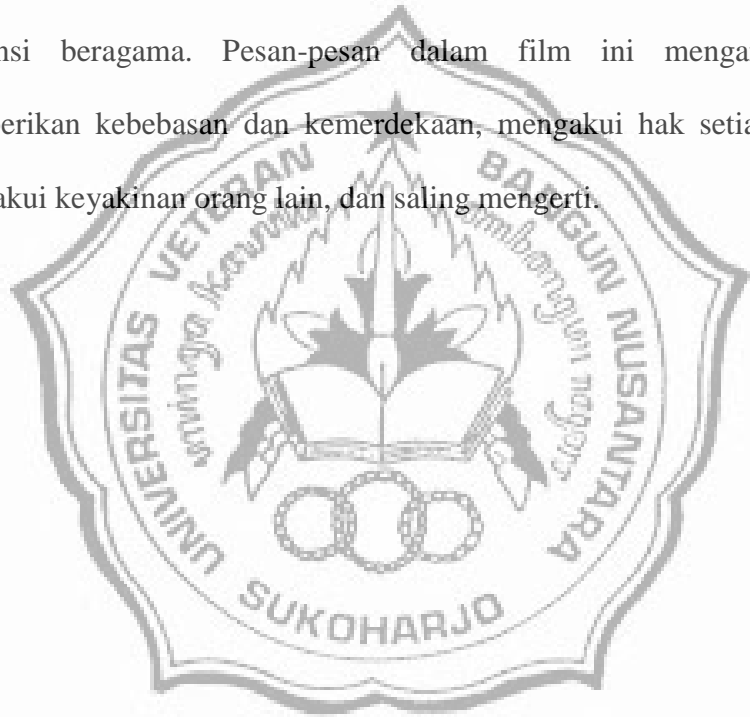 nsi beragama. Pesan-pesan dalam film ini menga
erikan kebebasan dan kemerdekaan, mengakui hak setia
akui keyakinan orang lain, dan saling mengerti.
UNIVERSITAS VETERAN BANGUN NUSANTARA
SUKOHARJO